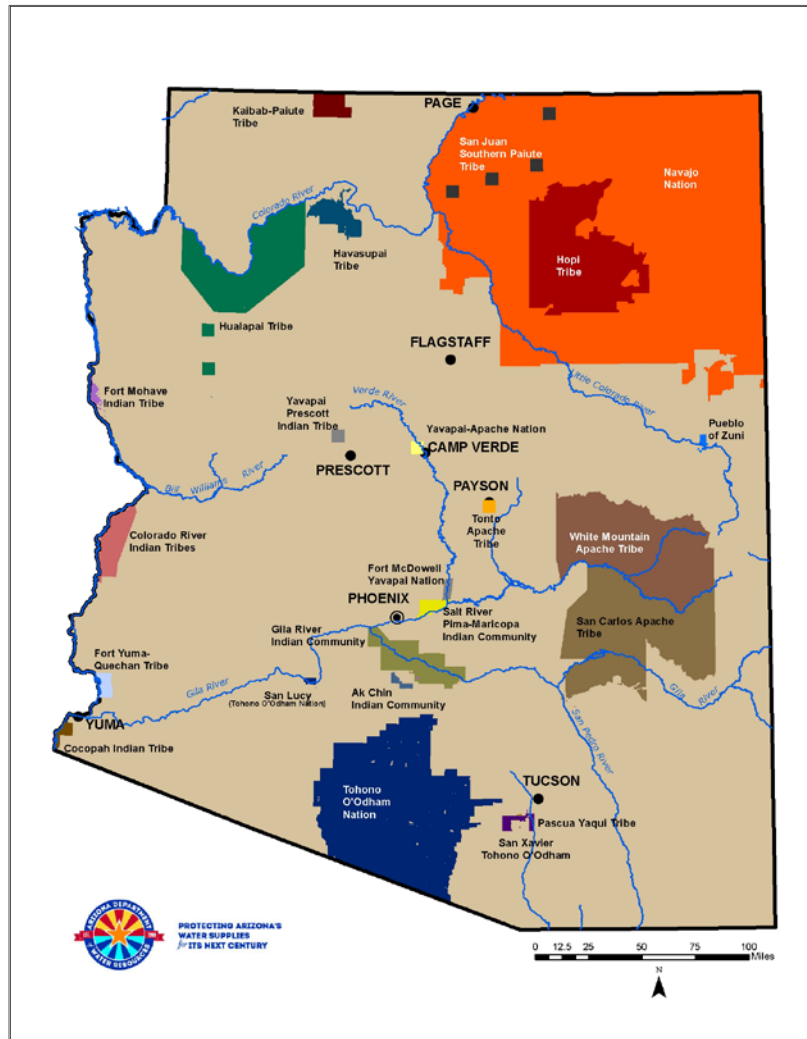 PAGE
Kaibab-Paiute
Tribe
San Juan
Southern Paiute
Tribe
Navajo
Nation
Colorado River
Havasupai
Tribe
Hopi
Tribe
Hualapai Tribe
FLAGSTAFF
Little Colorado River
Fort Mohave
Indian Tribe
Verde River
Yavapai
Prescott
Indian Tribe
Yavapai-Apache Nation
CAMP VERDE
Pueblo
of Zuni
PRESCOTT
Bill Williams River
PAYSON
Tonto
Apache
Tribe
Colorado River
Indian Tribes
White Mountain
Apache Tribe
Fort McDowell
Yavapai Nation
PHOENIX
Salt River
Pima-Maricopa
Indian Community
San Carlos Apache
Tribe
Gila River
Indian Community
Fort Yuma-
Quechan Tribe
Gila River
San Lucy
(Tohono O'Odham Nation)
Ak Chin
Indian Community
Gila River
San Pedro River
YUMA
Cocopah Indian Tribe
Tohono
O'Odham
Nation
TUCSON
Pascua Yaqui Tribe
San Xavier
Tohono O'Odham
ARIZONA DEPARTMENT
of WATER RESOURCES
PROTECTING ARIZONA'S
WATER SUPPLIES
for ITS NEXT CENTURY
0 12.5 25 50 75 100
Miles
N